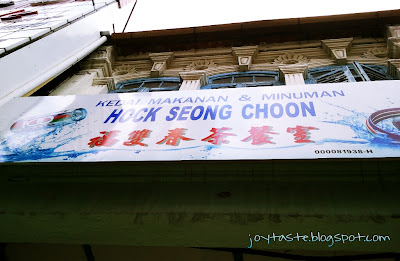 KEDAI MAKANAN & MINUMAN
HOCK SEONG CHOON
福雙春茶餐室
000081938-H
joytaste.blogspot.com